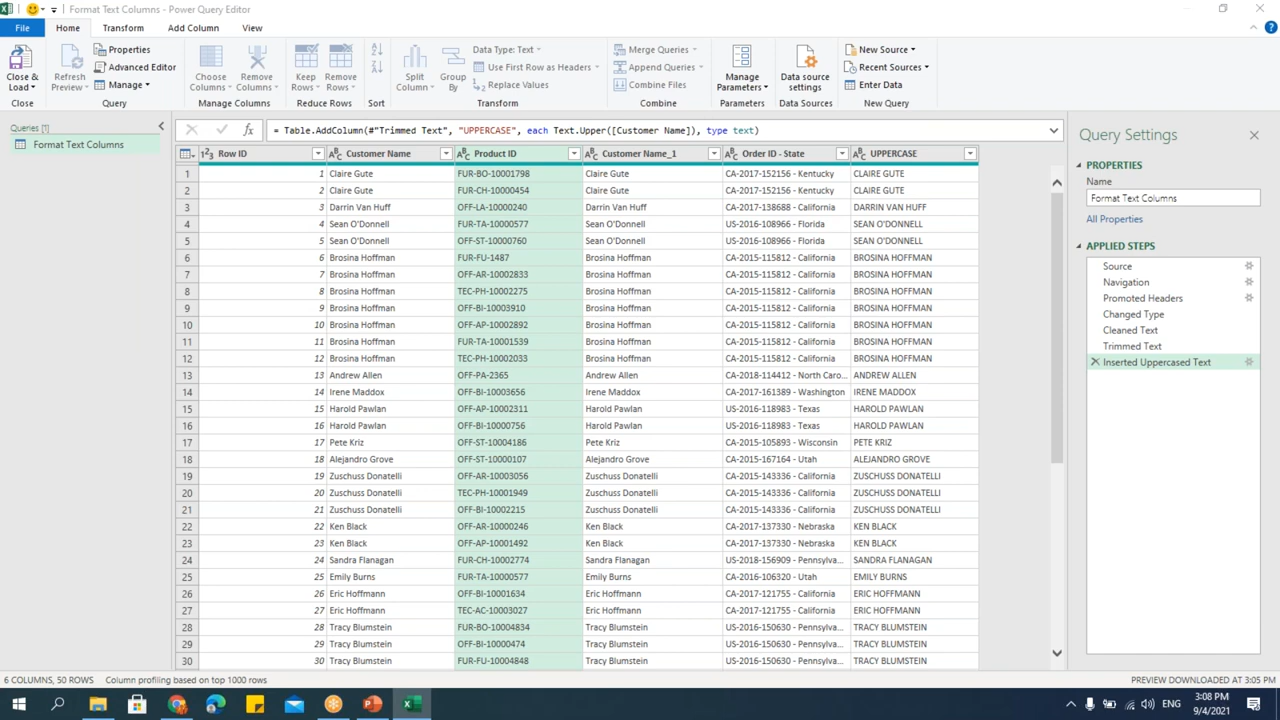 Format Text Columns - Power Query Editor
File Home Transform Add Column View
Close & Load Refresh Preview Properties Advanced Editor Manage Choose Columns Remove Columns Keep Rows Remove Rows Split Column Group By Data Type: Text Use First Row as Headers Replace Values Merge Queries Append Queries Combine Files Manage Parameters Data source settings New Source Recent Sources Enter Data
Close Query Manage Columns Reduce Rows Sort Transform Combine Parameters Data Sources New Query
Queries [1]
Format Text Columns
fx = Table.AddColumn(#"Trimmed Text", "UPPERCASE", each Text.Upper([Customer Name]), type text)
Row ID Customer Name Product ID Customer Name_1 Order ID - State UPPERCASE
1 1 Claire Gute FUR-BO-10001798 Claire Gute CA-2017-152156 - Kentucky CLAIRE GUTE
2 2 Claire Gute FUR-CH-10000454 Claire Gute CA-2017-152156 - Kentucky CLAIRE GUTE
3 3 Darrin Van Huff OFF-LA-10000240 Darrin Van Huff CA-2017-138688 - California DARRIN VAN HUFF
4 4 Sean O'Donnell FUR-TA-10000577 Sean O'Donnell US-2016-108966 - Florida SEAN O'DONNELL
5 5 Sean O'Donnell OFF-ST-10000760 Sean O'Donnell US-2016-108966 - Florida SEAN O'DONNELL
6 6 Brosina Hoffman FUR-FU-1487 Brosina Hoffman CA-2015-115812 - California BROSINA HOFFMAN
7 7 Brosina Hoffman OFF-AR-10002833 Brosina Hoffman CA-2015-115812 - California BROSINA HOFFMAN
8 8 Brosina Hoffman TEC-PH-10002275 Brosina Hoffman CA-2015-115812 - California BROSINA HOFFMAN
9 9 Brosina Hoffman OFF-BI-10003910 Brosina Hoffman CA-2015-115812 - California BROSINA HOFFMAN
10 10 Brosina Hoffman OFF-AP-10002892 Brosina Hoffman CA-2015-115812 - California BROSINA HOFFMAN
11 11 Brosina Hoffman FUR-TA-10001539 Brosina Hoffman CA-2015-115812 - California BROSINA HOFFMAN
12 12 Brosina Hoffman TEC-PH-10002033 Brosina Hoffman CA-2015-115812 - California BROSINA HOFFMAN
13 13 Andrew Allen OFF-PA-2365 Andrew Allen CA-2018-114412 - North Caro... ANDREW ALLEN
14 14 Irene Maddox OFF-BI-10003656 Irene Maddox CA-2017-161389 - Washington IRENE MADDOX
15 15 Harold Pawlan OFF-AP-10002311 Harold Pawlan US-2016-118983 - Texas HAROLD PAWLAN
16 16 Harold Pawlan OFF-BI-10000756 Harold Pawlan US-2016-118983 - Texas HAROLD PAWLAN
17 17 Pete Kriz OFF-ST-10004186 Pete Kriz CA-2015-105893 - Wisconsin PETE KRIZ
18 18 Alejandro Grove OFF-ST-10000107 Alejandro Grove CA-2015-167164 - Utah ALEJANDRO GROVE
19 19 Zuschuss Donatelli OFF-AR-10003056 Zuschuss Donatelli CA-2015-143336 - California ZUSCHUSS DONATELLI
20 20 Zuschuss Donatelli TEC-PH-10001949 Zuschuss Donatelli CA-2015-143336 - California ZUSCHUSS DONATELLI
21 21 Zuschuss Donatelli OFF-BI-10002215 Zuschuss Donatelli CA-2015-143336 - California ZUSCHUSS DONATELLI
22 22 Ken Black OFF-AR-10000246 Ken Black CA-2017-137330 - Nebraska KEN BLACK
23 23 Ken Black OFF-AP-10001492 Ken Black CA-2017-137330 - Nebraska KEN BLACK
24 24 Sandra Flanagan FUR-CH-10002774 Sandra Flanagan US-2018-156909 - Pennsylva... SANDRA FLANAGAN
25 25 Emily Burns FUR-TA-10000577 Emily Burns CA-2016-106320 - Utah EMILY BURNS
26 26 Eric Hoffmann OFF-BI-10001634 Eric Hoffmann CA-2017-121755 - California ERIC HOFFMANN
27 27 Eric Hoffmann TEC-AC-10003027 Eric Hoffmann CA-2017-121755 - California ERIC HOFFMANN
28 28 Tracy Blumstein FUR-BO-10004834 Tracy Blumstein US-2016-150630 - Pennsylva... TRACY BLUMSTEIN
29 29 Tracy Blumstein OFF-BI-10000474 Tracy Blumstein US-2016-150630 - Pennsylva... TRACY BLUMSTEIN
30 30 Tracy Blumstein FUR-FU-10004848 Tracy Blumstein US-2016-150630 - Pennsylva... TRACY BLUMSTEIN
Query Settings
PROPERTIES
Name
Format Text Columns
All Properties
APPLIED STEPS
Source
Navigation
Promoted Headers
Changed Type
Cleaned Text
Trimmed Text
Inserted Uppercased Text
6 COLUMNS, 50 ROWS Column profiling based on top 1000 rows PREVIEW DOWNLOADED AT 3:05 PM
ENG 3:08 PM
9/4/2021